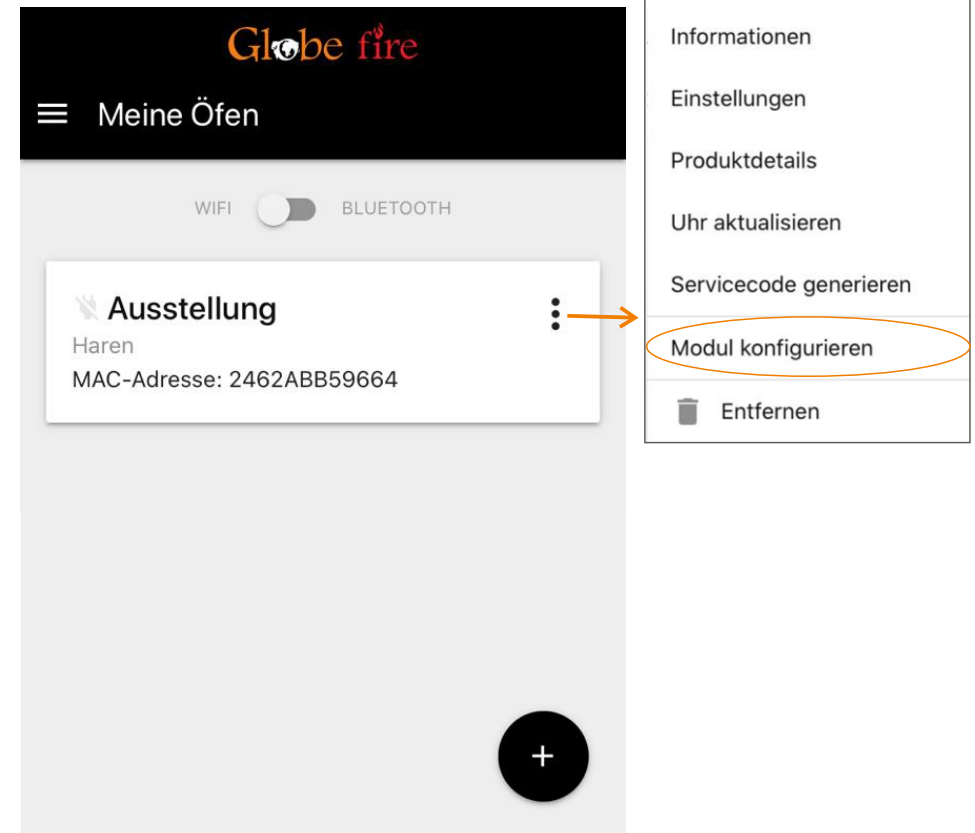 Globe fire
Meine Öfen
WIFI BLUETOOTH
Ausstellung
Haren
MAC-Adresse: 2462ABB59664
+
Informationen
Einstellungen
Produktdetails
Uhr aktualisieren
Servicecode generieren
Modul konfigurieren
Entfernen